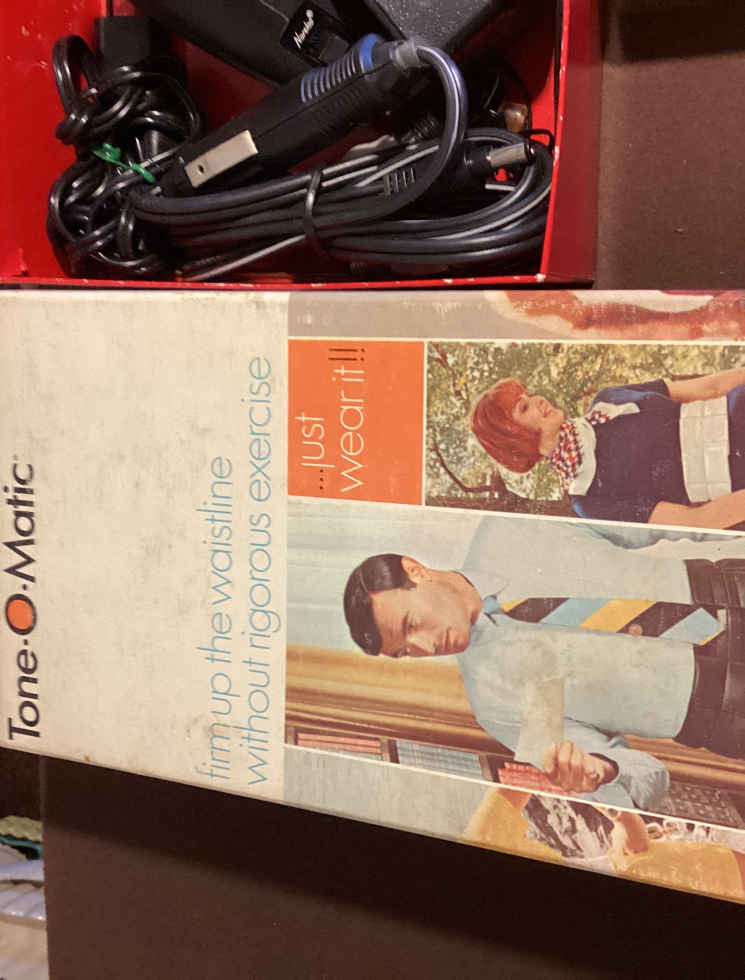 Tone·O·Matic
firm up the waistline
without rigorous exercise
...just
wear it!!